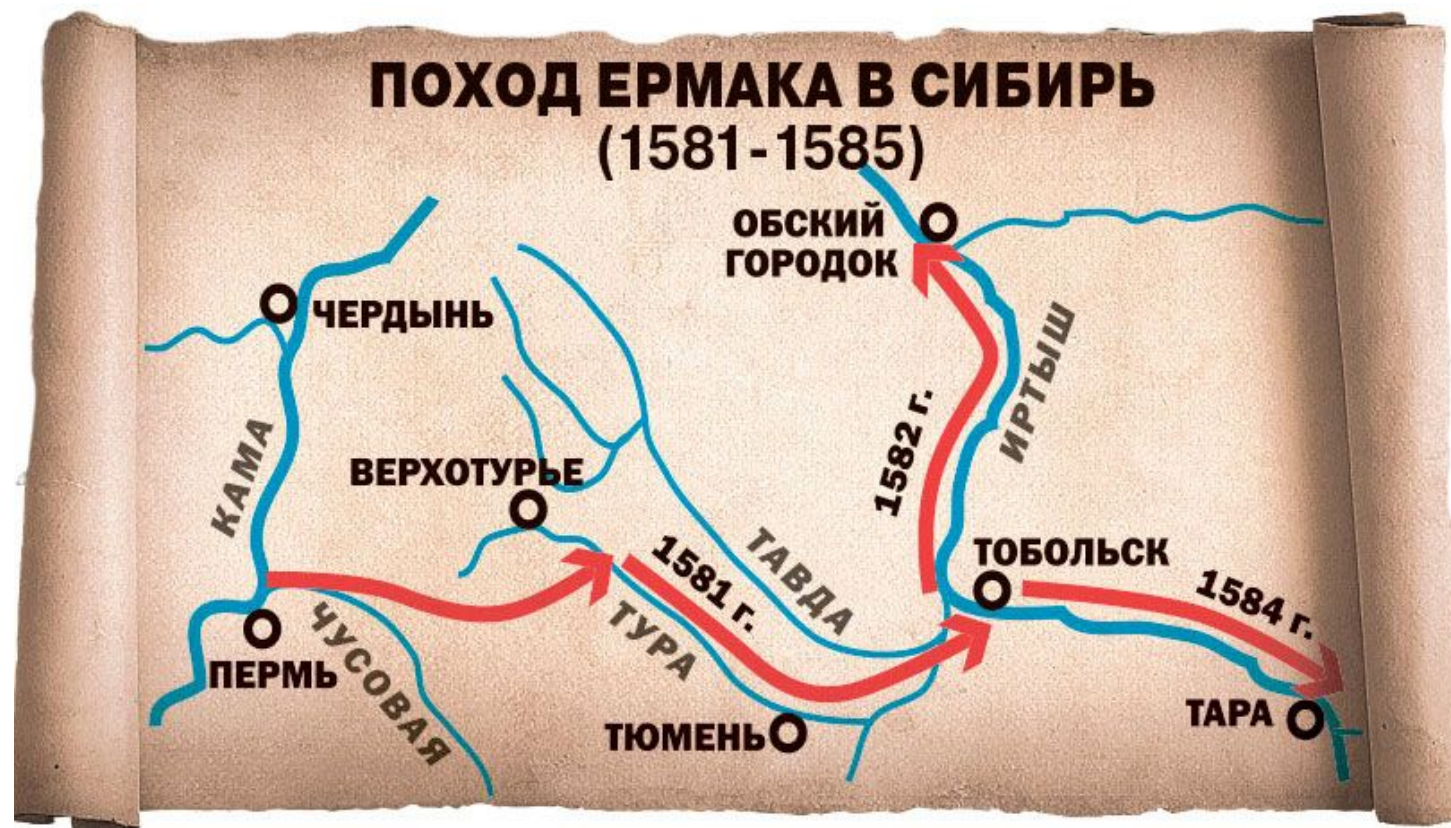 ПОХОД ЕРМАКА В СИБИРЬ
(1581-1585)
ОБСКИЙ
ГОРОДОК
ЧЕРДЫНЬ
КАМА
ИРТЫШ
1582 г.
ВЕРХОТУРЬЕ
ТАВДА
ТОБОЛЬСК
1581 г.
1584 г.
ТУРА
ЧУСОВАЯ
ПЕРМЬ
ТЮМЕНЬ
ТАРА